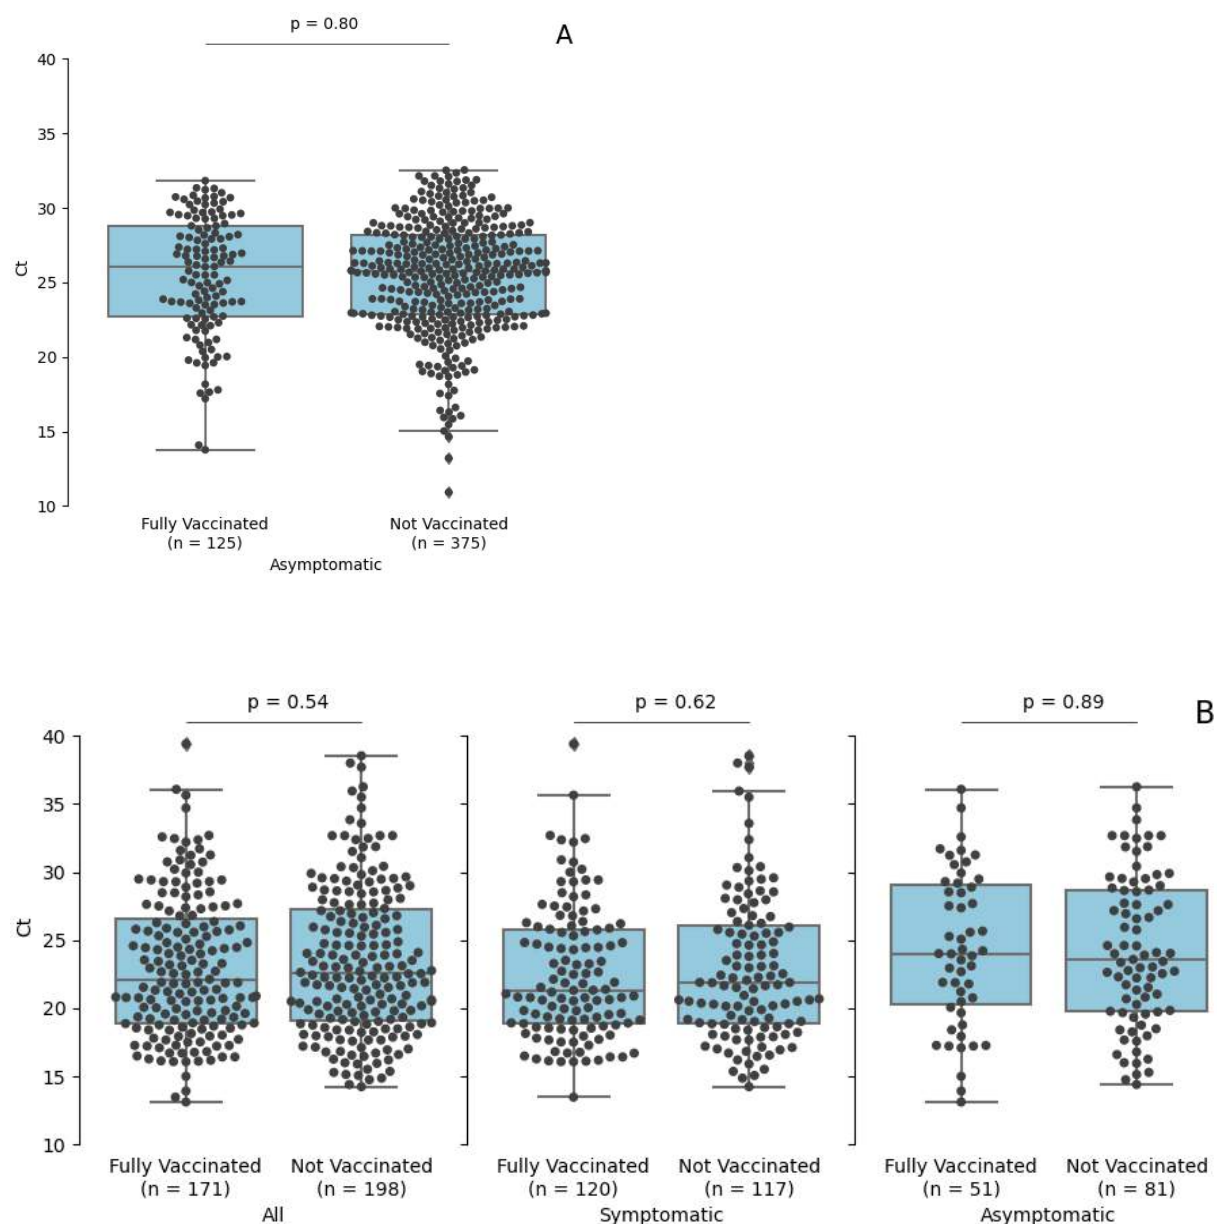 p = 0.80
A
40
35
30
25
20
15
10
Ct
Fully Vaccinated
(n = 125)
Not Vaccinated
(n = 375)
Asymptomatic
p = 0.54
p = 0.62
p = 0.89
B
40
35
30
25
20
15
10
Ct
Fully Vaccinated
(n = 171)
Not Vaccinated
(n = 198)
Fully Vaccinated
(n = 120)
Not Vaccinated
(n = 117)
Fully Vaccinated
(n = 51)
Not Vaccinated
(n = 81)
All
Symptomatic
Asymptomatic